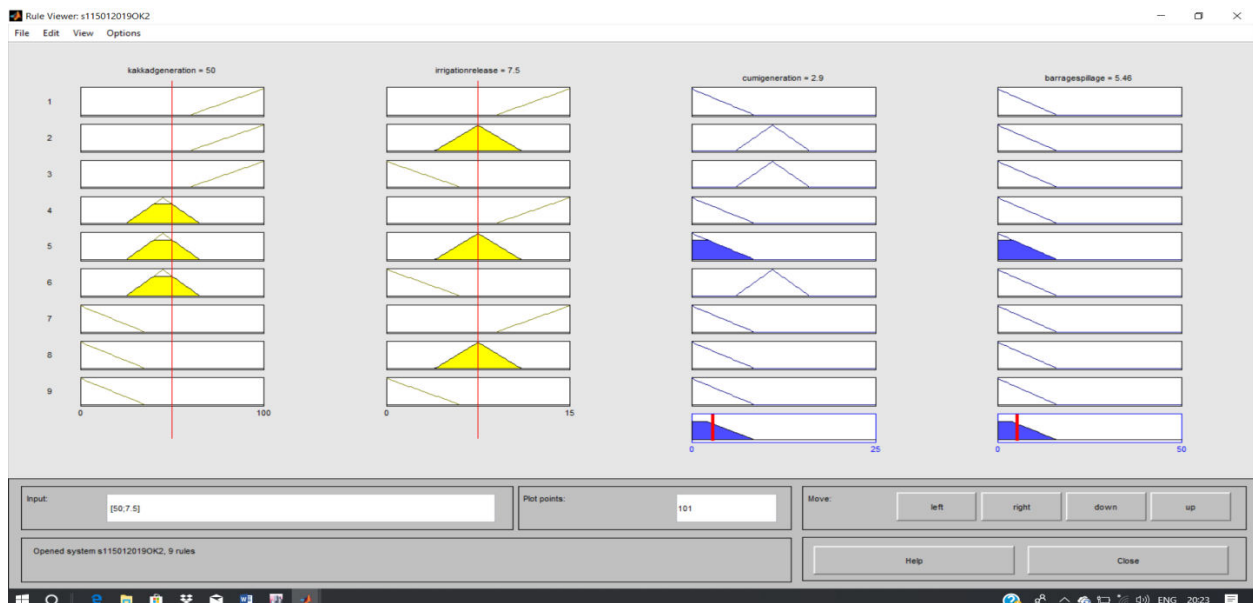 Rule Viewer: s115012019OK2
File Edit View Options
kakkadgeneration = 50
irrigationrelease = 7.5
cumigeneration = 2.9
barragespillage = 5.46
1
2
3
4
5
6
7
8
9
0 100
0 15
0 25
0 50
Input:
[50;7.5]
Plot points:
101
Move:
left
right
down
up
Opened system s115012019OK2, 9 rules
Help
Close
ENG 20:23